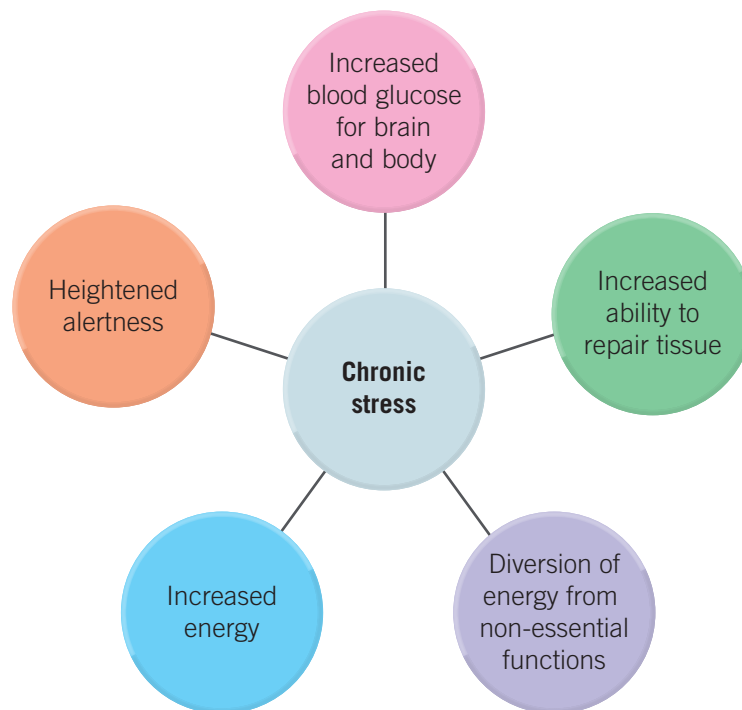 Increased
blood glucose
for brain
and body
Increased
ability to
repair tissue
Heightened
alertness
Chronic
stress
Increased
energy
Diversion of
energy from
non-essential
functions